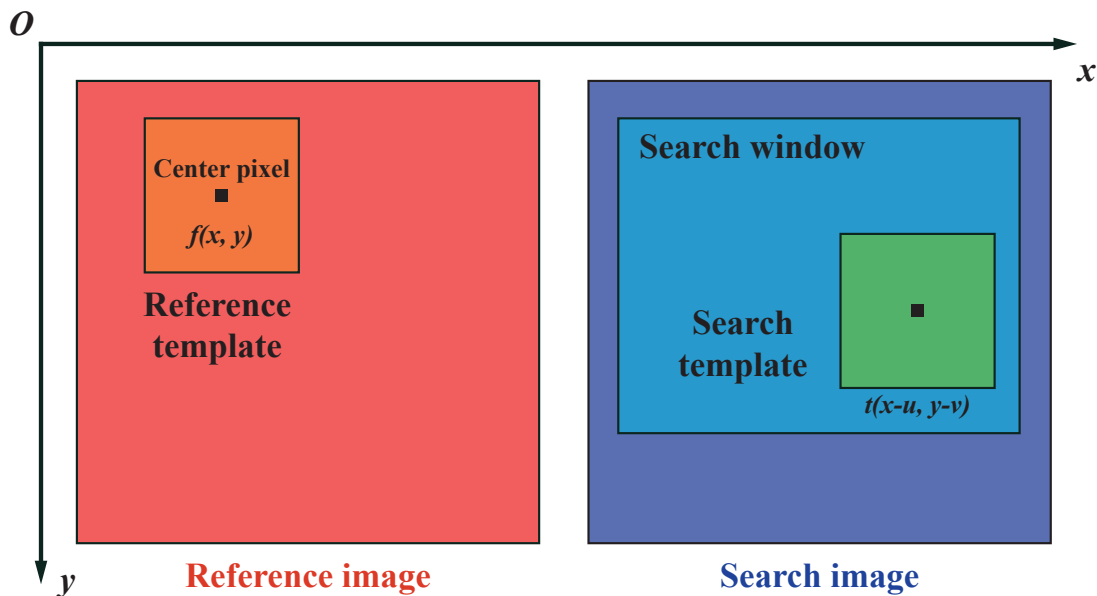 O
x
Center pixel
f(x, y)
Reference
template
Search window
Search
template
t(x-u, y-v)
y
Reference image
Search image